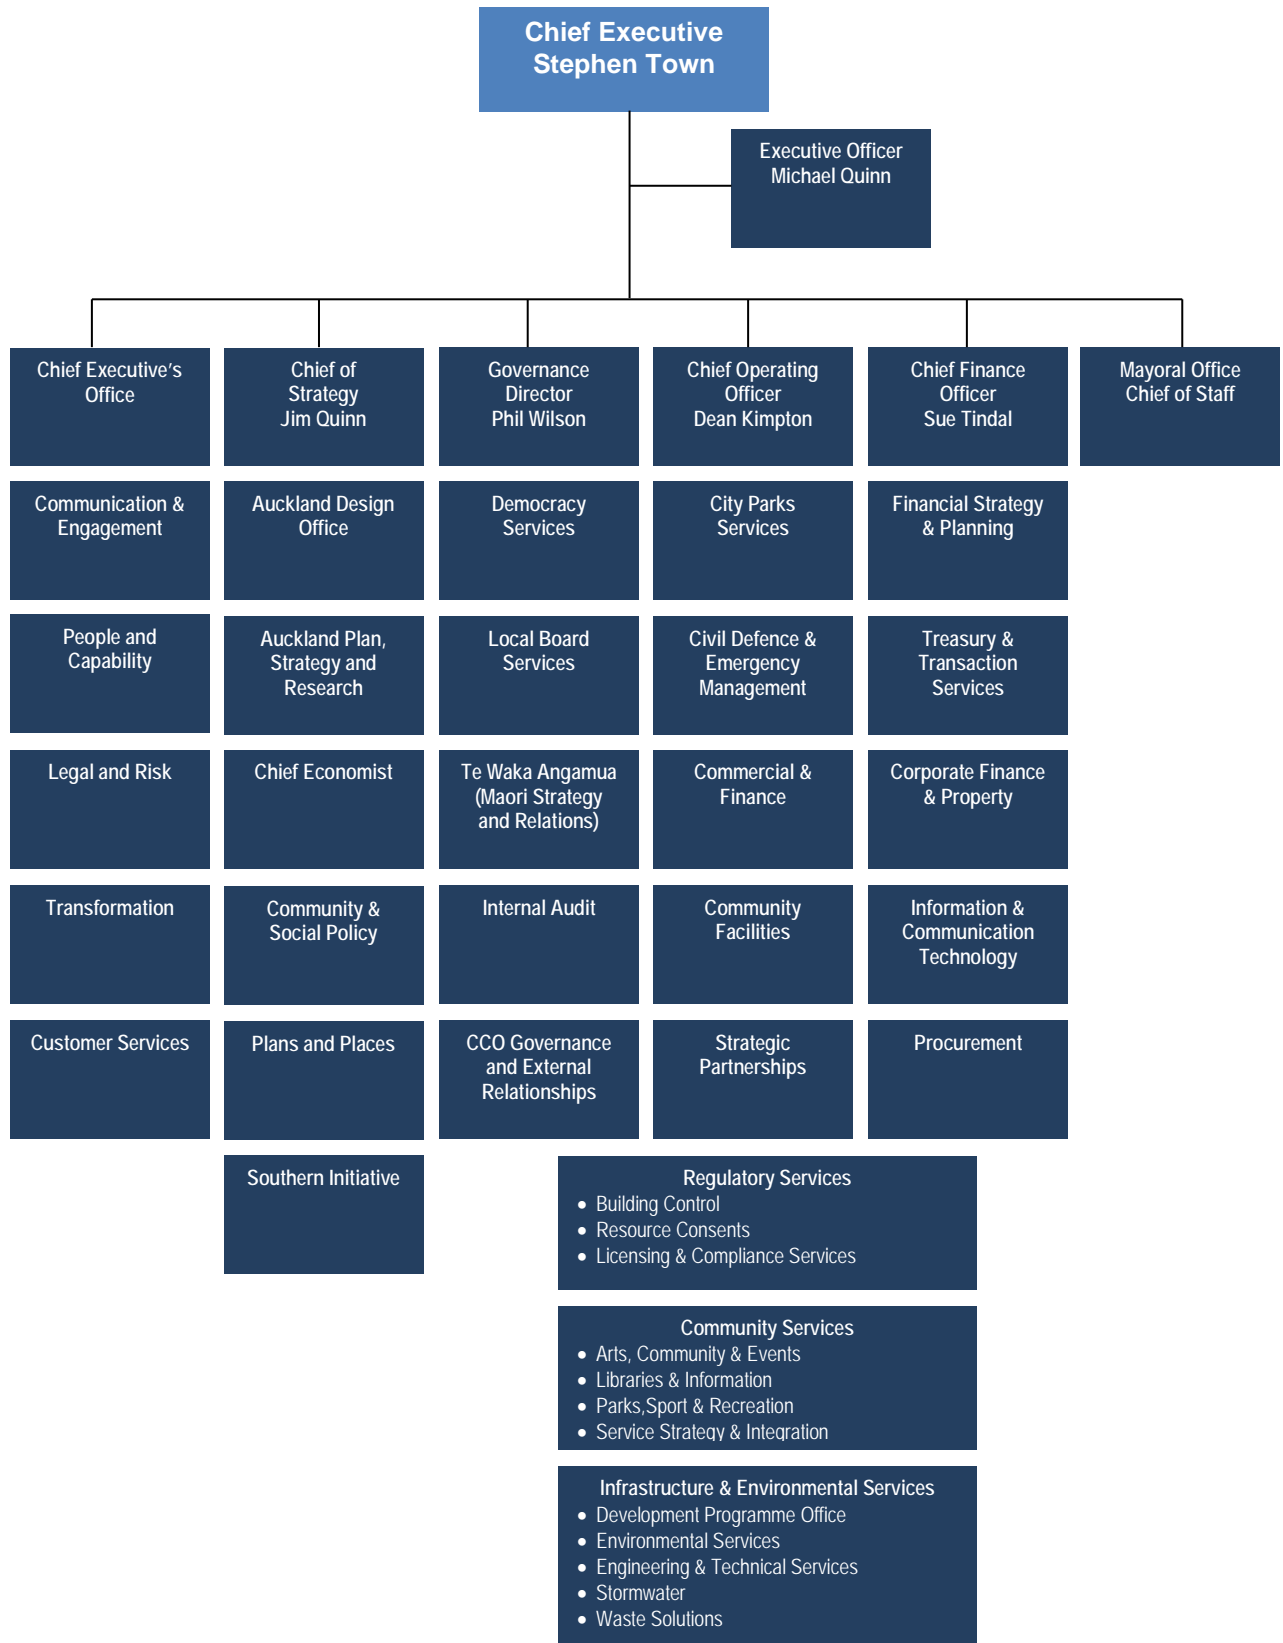 Chief Executive
Stephen Town
Executive Officer
Michael Quinn
Chief Executive's
Office
Chief of
Strategy
Jim Quinn
Governance
Director
Phil Wilson
Chief Operating
Officer
Dean Kimpton
Chief Finance
Officer
Sue Tindal
Mayoral Office
Chief of Staff
Communication &
Engagement
Auckland Design
Office
Democracy
Services
City Parks
Services
Financial Strategy
& Planning
People and
Capability
Auckland Plan,
Strategy and
Research
Local Board
Services
Civil Defence &
Emergency
Management
Treasury &
Transaction
Services
Legal and Risk
Chief Economist
Te Waka Angamua
(Maori Strategy
and Relations)
Commercial &
Finance
Corporate Finance
& Property
Transformation
Community &
Social Policy
Internal Audit
Community
Facilities
Information &
Communication
Technology
Customer Services
Plans and Places
CCO Governance
and External
Relationships
Strategic
Partnerships
Procurement
Southern Initiative
Regulatory Services
• Building Control
• Resource Consents
• Licensing & Compliance Services
Community Services
• Arts, Community & Events
• Libraries & Information
• Parks,Sport & Recreation
• Service Strategy & Integration
Infrastructure & Environmental Services
• Development Programme Office
• Environmental Services
• Engineering & Technical Services
• Stormwater
• Waste Solutions